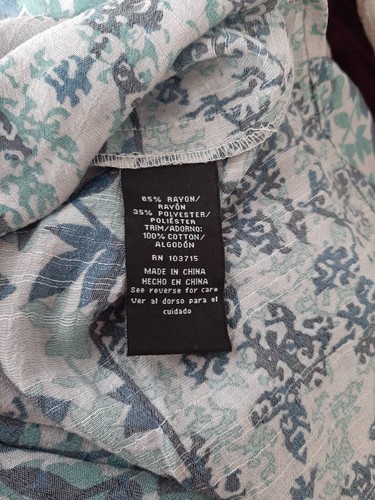 65% RAYON/
RAYÓN
35% POLYESTER/
POLIÉSTER
TRIM/ADORNO:
100% COTTON/
ALGODÓN
RN 103715
MADE IN CHINA
HECHO EN CHINA
See reverse for care
Ver al dorso para el
cuidado